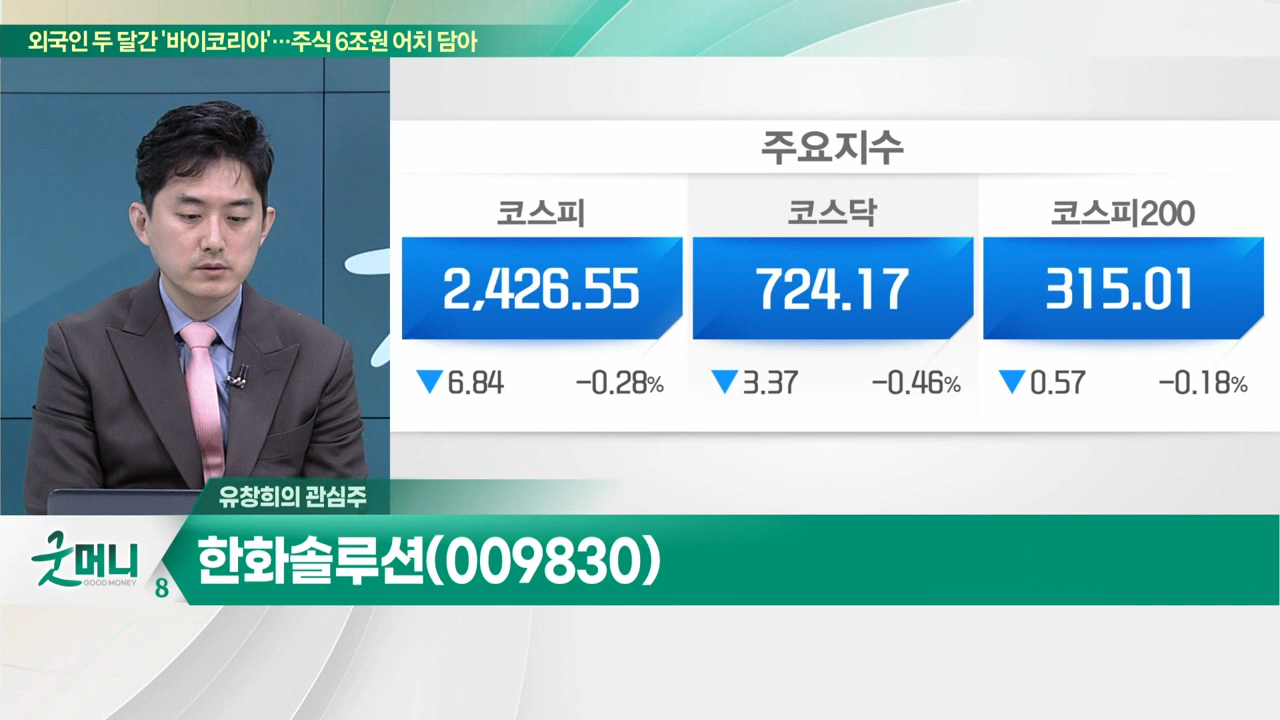 외국인 두 달간 '바이코리아'…주식 6조원 어치 담아
주요지수
코스피 코스닥 코스피200
2,426.55 724.17 315.01
▼6.84 -0.28% ▼3.37 -0.46% ▼0.57 -0.18%
유창희의 관심주
굿머니
GOOD MONEY
8
한화솔루션(009830)